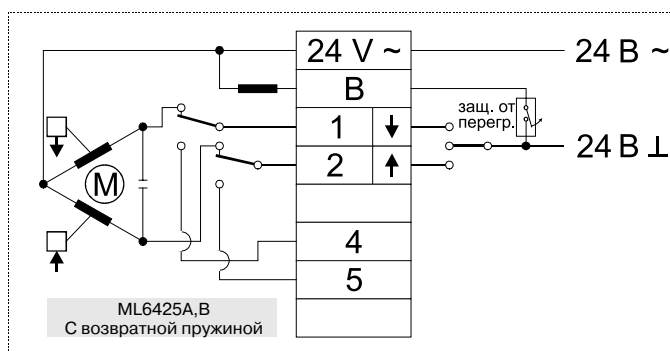 24 V ~
24 В ~
B
защ. от
перегр.
1
2
24 В ⊥
M
4
5
ML6425A,B
С возвратной пружиной